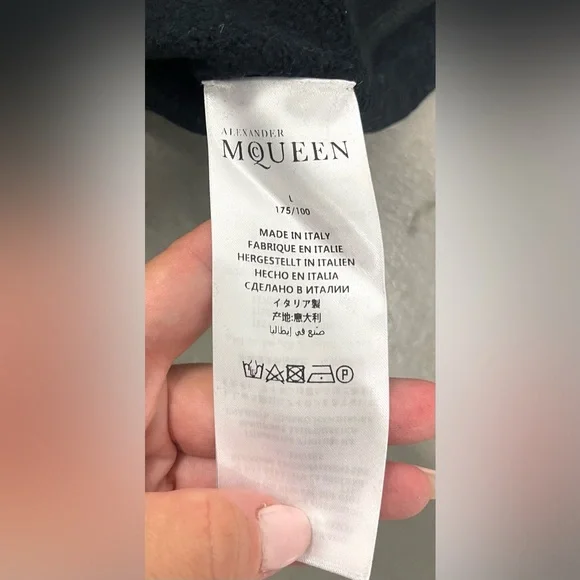 ALEXANDER
McQUEEN
L
175/100
MADE IN ITALY
FABRIQUE EN ITALIE
HERGESTELLT IN ITALIEN
HECHO EN ITALIA
СДЕЛАНО В ИТАЛИИ
イタリア製
产地:意大利
صنع في إيطاليا
P